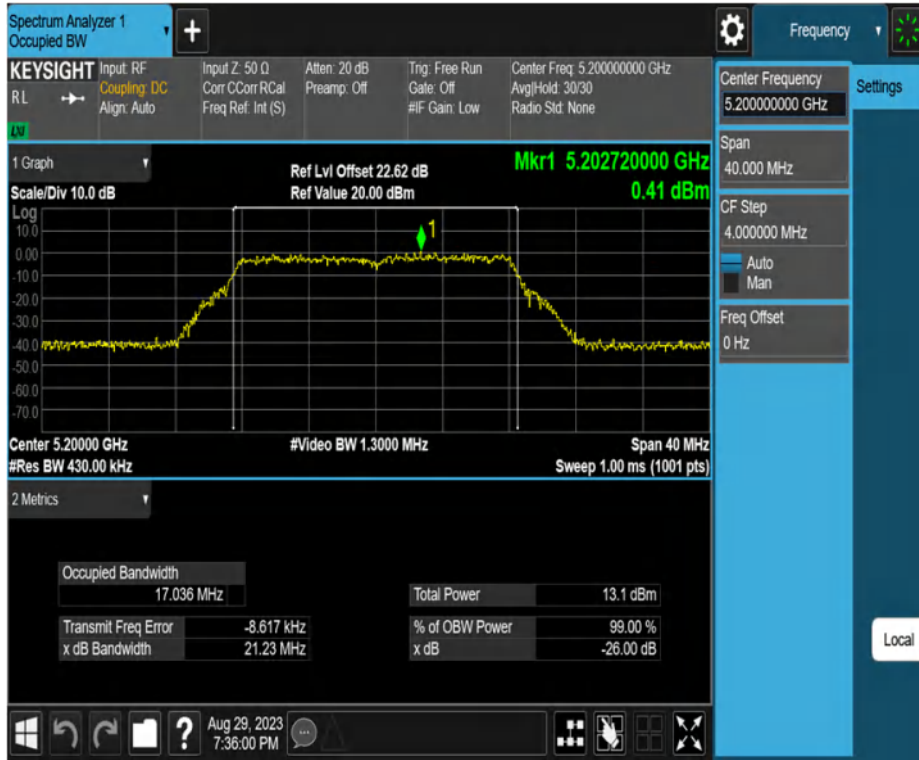 Spectrum Analyzer 1
Occupied BW
+
Frequency
KEYSIGHT
RL
LXI
Input: RF
Coupling: DC
Align: Auto
Input Z: 50 Ω
Corr CCorr RCal
Freq Ref: Int (S)
Atten: 20 dB
Preamp: Off
Trig: Free Run
Gate: Off
#IF Gain: Low
Center Freq: 5.200000000 GHz
Avg|Hold: 30/30
Radio Std: None
Center Frequency
5.200000000 GHz
Settings
Span
40.000 MHz
CF Step
4.000000 MHz
Auto
Man
Freq Offset
0 Hz
1 Graph
Scale/Div 10.0 dB
Ref Lvl Offset 22.62 dB
Ref Value 20.00 dBm
Mkr1 5.202720000 GHz
0.41 dBm
Log
10.0
0.00
-10.0
-20.0
-30.0
-40.0
-50.0
-60.0
-70.0
1
Center 5.20000 GHz
#Video BW 1.3000 MHz
Span 40 MHz
#Res BW 430.00 kHz
Sweep 1.00 ms (1001 pts)
2 Metrics
Occupied Bandwidth
17.036 MHz
Total Power 13.1 dBm
Transmit Freq Error -8.617 kHz
% of OBW Power 99.00 %
x dB Bandwidth 21.23 MHz
x dB -26.00 dB
Local
?
Aug 29, 2023
7:36:00 PM